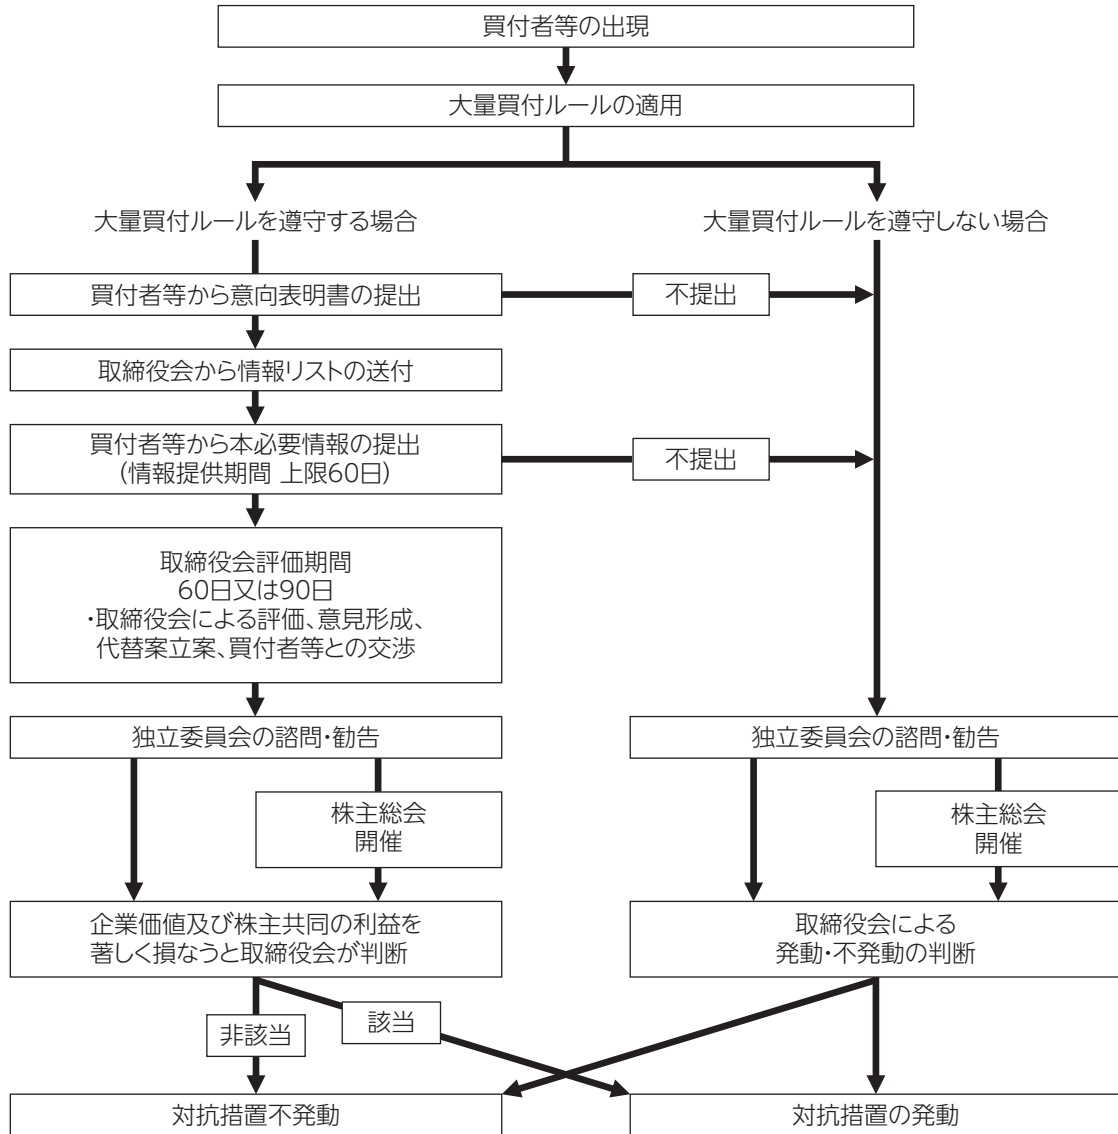 買付者等の出現
大量買付ルールの適用
大量買付ルールを遵守する場合
大量買付ルールを遵守しない場合
買付者等から意向表明書の提出
不提出
取締役会から情報リストの送付
買付者等から本必要情報の提出
（情報提供期間 上限60日）
不提出
取締役会評価期間
60日又は90日
・取締役会による評価、意見形成、
代替案立案、買付者等との交渉
独立委員会の諮問・勧告
独立委員会の諮問・勧告
株主総会
開催
株主総会
開催
企業価値及び株主共同の利益を
著しく損なうと取締役会が判断
取締役会による
発動・不発動の判断
非該当
該当
対抗措置不発動
対抗措置の発動